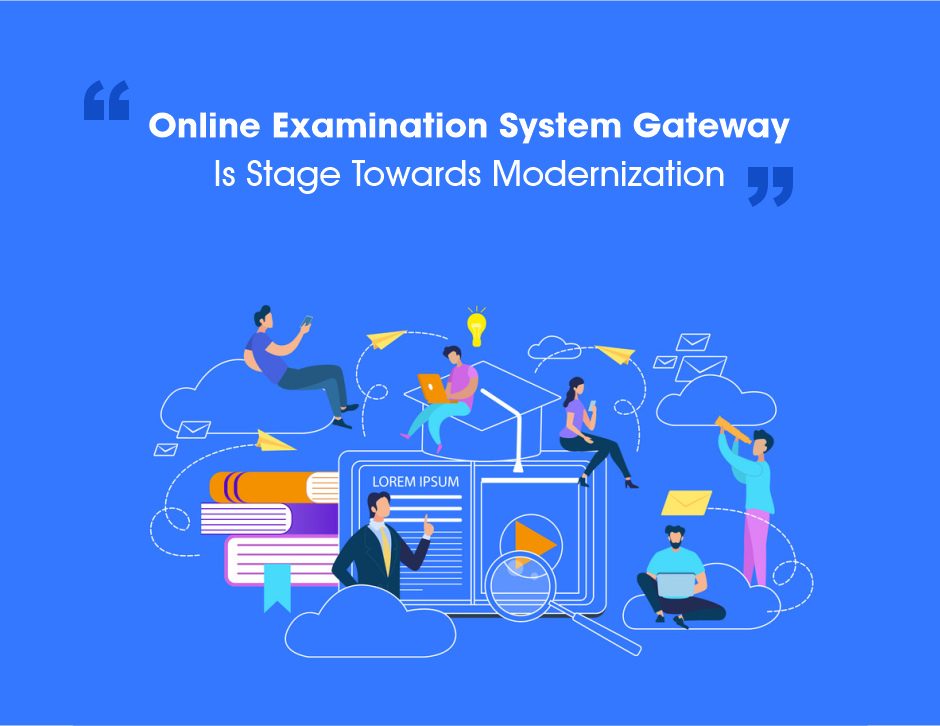 “ Online Examination System Gateway
Is Stage Towards Modernization ”
LOREM IPSUM